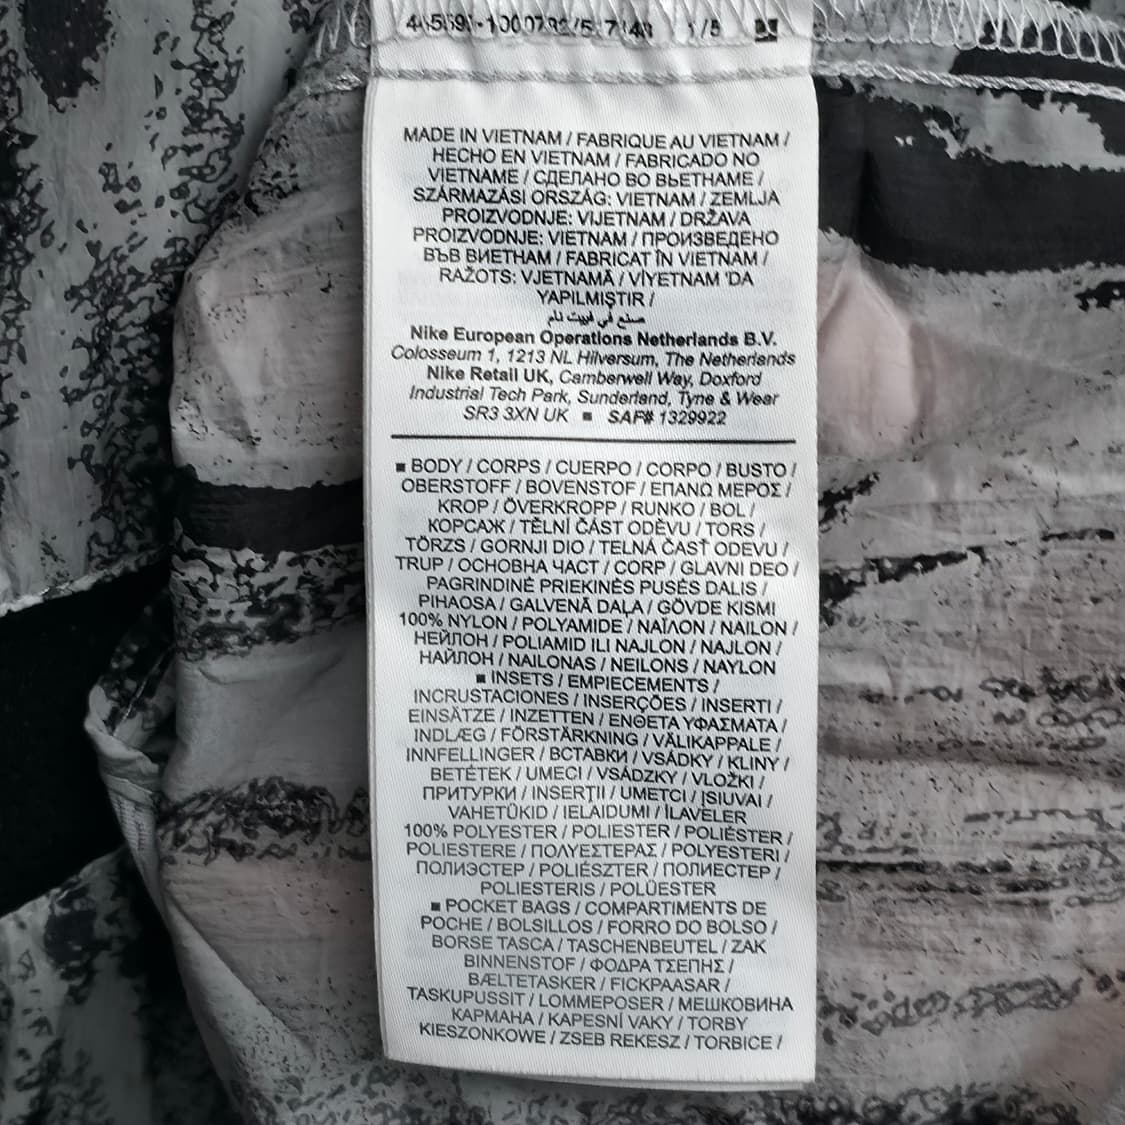 1/5
MADE IN VIETNAM / FABRIQUE AU VIETNAM /
HECHO EN VIETNAM / FABRICADO NO
VIETNAME / СДЕЛАНО ВО ВЬЕТНАМЕ /
SZÁRMAZÁSI ORSZÁG: VIETNAM / ZEMLJA
PROIZVODNJE: VIJETNAM / DRŽAVA
PROIZVODNJE: VIETNAM / ПРОИЗВЕДЕНО
ВЪВ ВИЕТНАМ / FABRICAT ÎN VIETNAM /
RAŽOTS: VJETNAMĀ / VİYETNAM 'DA
YAPILMIŞTIR /
صنع في فييت نام
Nike European Operations Netherlands B.V.
Colosseum 1, 1213 NL Hilversum, The Netherlands
Nike Retail UK, Camberwell Way, Doxford
Industrial Tech Park, Sunderland, Tyne & Wear
SR3 3XN UK ■ SAF# 1329922
■ BODY / CORPS / CUERPO / CORPO / BUSTO /
OBERSTOFF / BOVENSTOF / ΕΠΑΝΩ ΜΕΡΟΣ /
KROP / ÖVERKROPP / RUNKO / BOL /
КОРСАЖ / TĚLNÍ ČÁST ODĚVU / TORS /
TÖRZS / GORNJI DIO / TELNÁ ČASŤ ODEVU /
TRUP / ОСНОВНА ЧАСТ / CORP / GLAVNI DEO /
PAGRINDINĖ PRIEKINĖS PUSĖS DALIS /
PIHAOSA / GALVENĀ DAĻA / GÖVDE KISMI
100% NYLON / POLYAMIDE / ΝΑΪΛΟΝ / NAILON /
НЕЙЛОН / POLIAMID ILI NAJLON / NAJLON /
НАЙЛОН / NAILONAS / NEILONS / NAYLON
■ INSETS / EMPIECEMENTS /
INCRUSTACIONES / INSERÇÕES / INSERTI /
EINSÄTZE / INZETTEN / ΕΝΘΕΤΑ ΥΦΑΣΜΑΤΑ /
INDLÆG / FÖRSTÄRKNING / VÄLIKAPPALE /
INNFELLINGER / ВСТАВКИ / VSÁDKY / KLINY /
BETÉTEK / UMECI / VSÁDZKY / VLOŽKI /
ПРИТУРКИ / INSERŢII / UMETCI / ĮSIUVAI /
VAHETÜKID / IELAIDUMI / İLAVELER
100% POLYESTER / POLIESTER / POLIÉSTER /
POLIESTERE / ΠΟΛΥΕΣΤΕΡΑΣ / POLYESTERI /
ПОЛИЭСТЕР / POLIÉSZTER / ПОЛИЕСТЕР /
POLIESTERIS / POLÜESTER
■ POCKET BAGS / COMPARTIMENTS DE
POCHE / BOLSILLOS / FORRO DO BOLSO /
BORSE TASCA / TASCHENBEUTEL / ZAK
BINNENSTOF / ΦΟΔΡΑ ΤΣΕΠΗΣ /
BÆLTETASKER / FICKPAASAR /
TASKUPUSSIT / LOMMEPOSER / МЕШКОВИНА
КАРМАНА / KAPESNÍ VAKY / TORBY
KIESZONKOWE / ZSEB REKESZ / TORBICE /